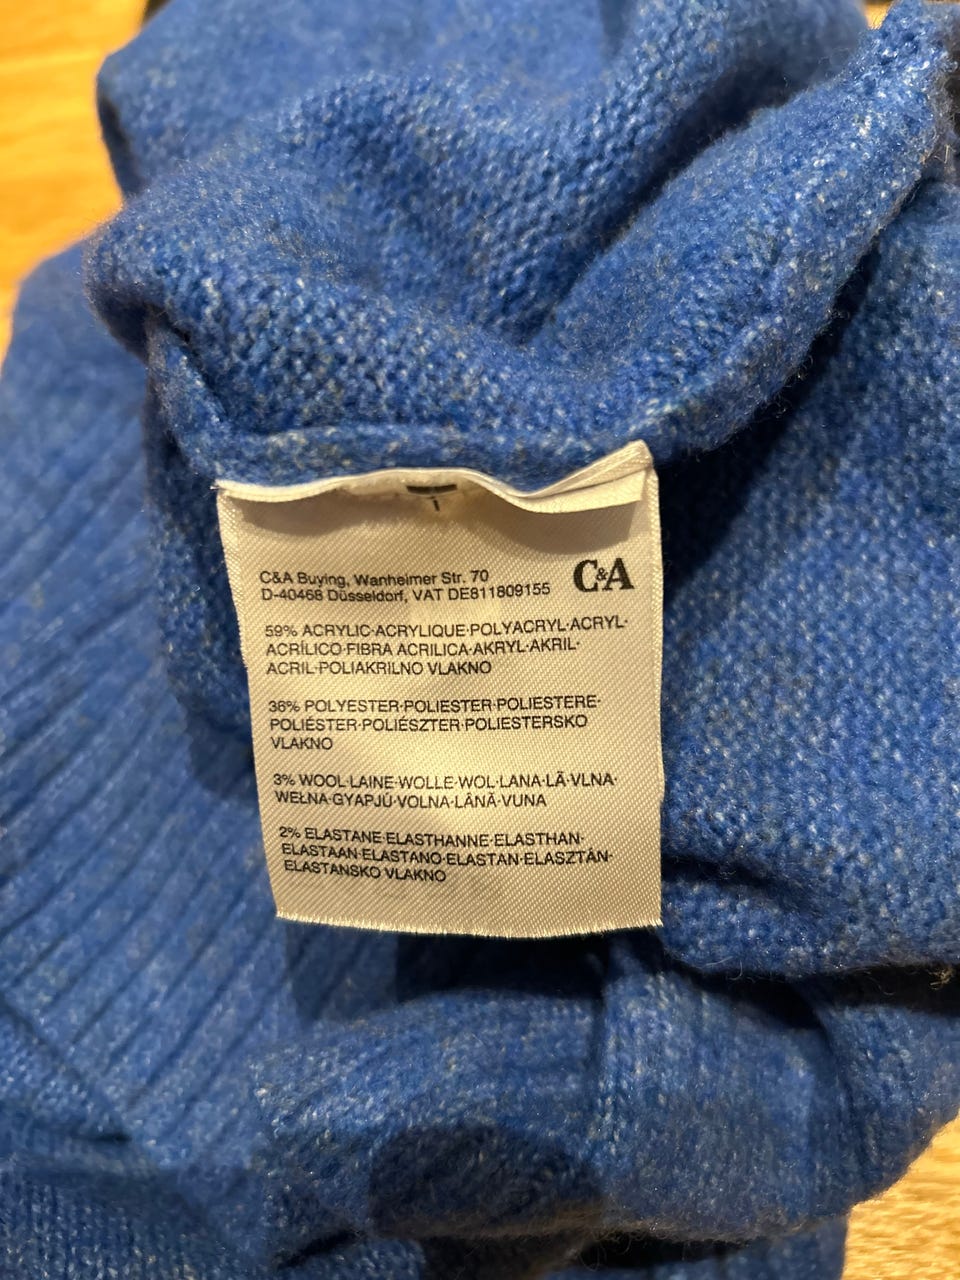 C&A Buying, Wanheimer Str. 70
D-40468 Düsseldorf, VAT DE811809155
C&A
59% ACRYLIC·ACRYLIQUE·POLYACRYL·ACRYL·
ACRÍLICO·FIBRA ACRILICA·AKRYL·AKRIL·
ACRIL·POLIAKRILNO VLAKNO
36% POLYESTER·POLIESTER·POLIESTERE·
POLIÉSTER·POLIÉSZTER·POLIESTERSKO
VLAKNO
3% WOOL·LAINE·WOLLE·WOL·LANA·LÃ·VLNA·
WEŁNA·GYAPJÚ·VOLNA·LÂNĂ·VUNA
2% ELASTANE·ELASTHANNE·ELASTHAN·
ELASTAAN·ELASTANO·ELASTAN·ELASZTÁN·
ELASTANSKO VLAKNO